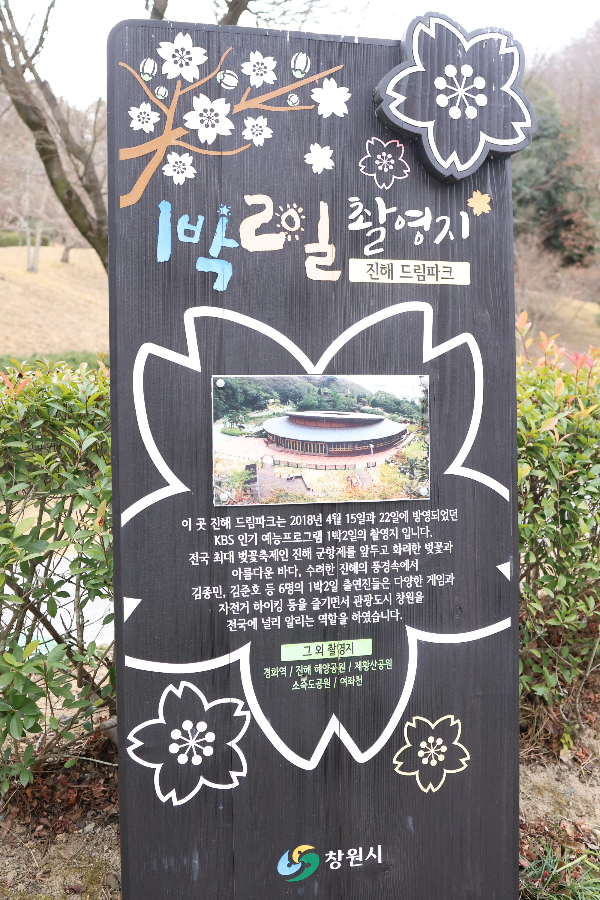 1박2일 촬영지
진해 드림파크
이 곳 진해 드림파크는 2018년 4월 15일과 22일에 방영되었던
KBS 인기 예능프로그램 1박2일의 촬영지 입니다.
전국 최대 벚꽃축제인 진해 군항제를 앞두고 화려한 벚꽃과
아름다운 바다, 수려한 진해의 풍경속에서
김종민, 김준호 등 6명의 1박2일 출연진들은 다양한 게임과
자전거 하이킹 등을 즐기면서 관광도시 창원을
전국에 널리 알리는 역할을 하였습니다.
그 외 촬영지
경화역 / 진해 해양공원 / 제황산공원
소쿠도공원 / 여좌천
창원시